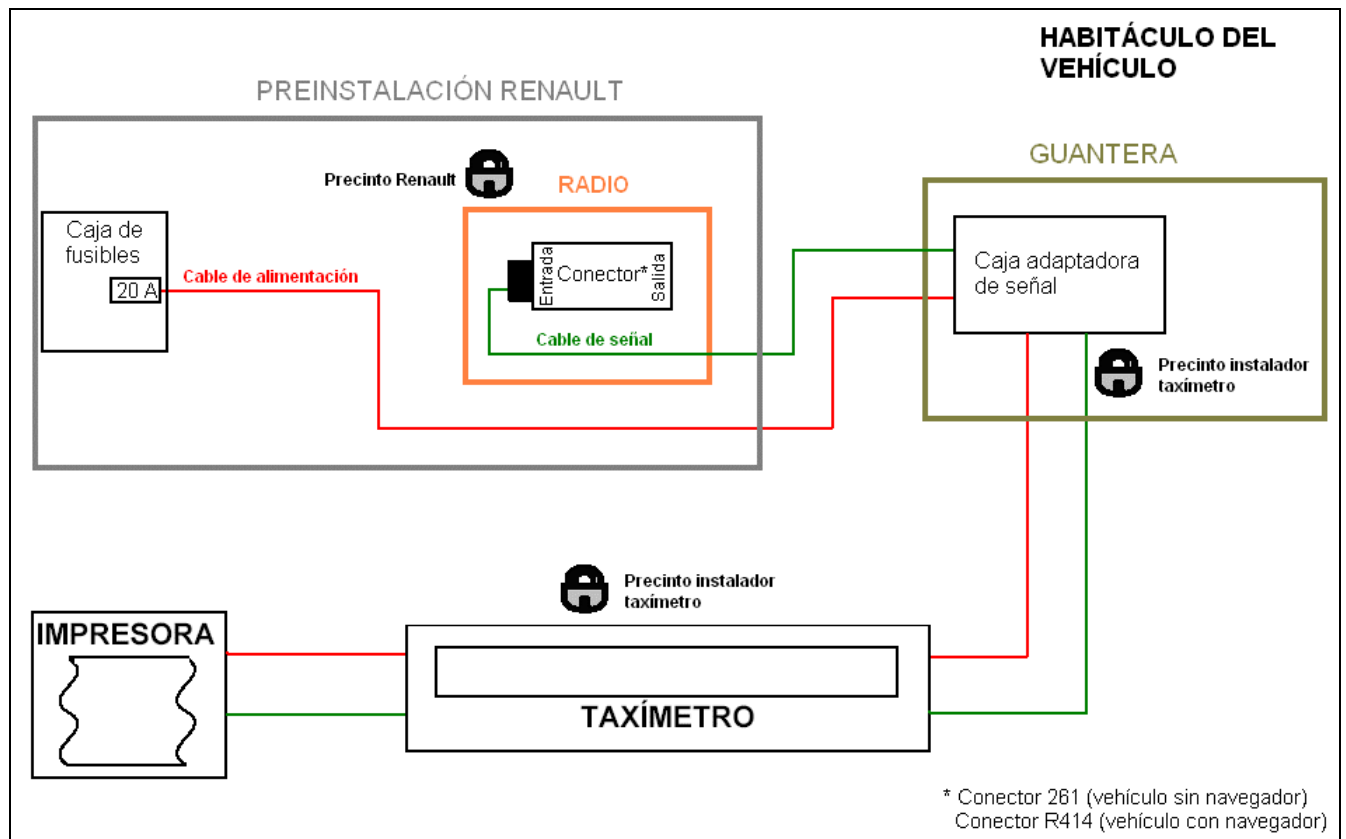 HABITÁCULO DEL
VEHÍCULO
PREINSTALACIÓN RENAULT
GUANTERA
Precinto Renault
RADIO
Caja de
fusibles
20 A
Cable de alimentación
Entrada
Conector*
Salida
Cable de señal
Caja adaptadora
de señal
Precinto instalador
taxímetro
Precinto instalador
taxímetro
IMPRESORA
TAXÍMETRO
* Conector 261 (vehículo sin navegador)
Conector R414 (vehículo con navegador)